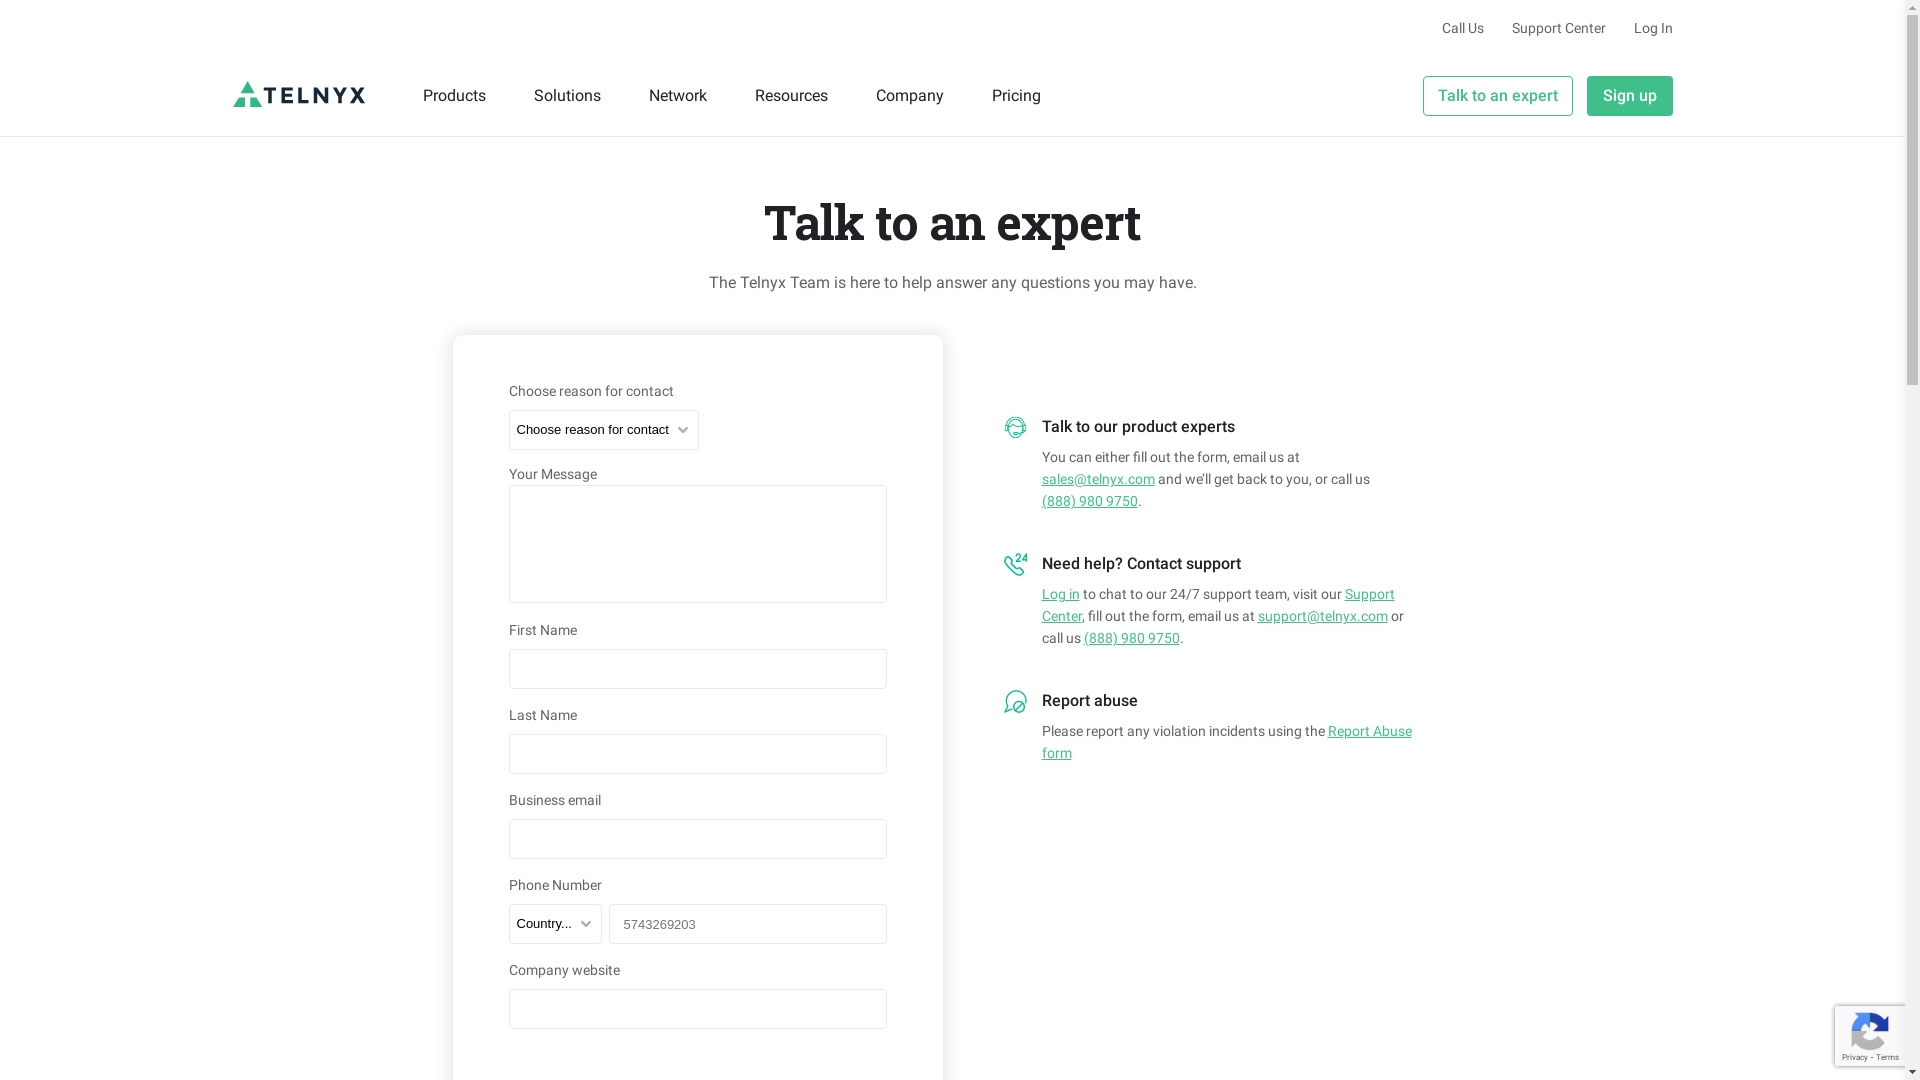 Call Us Support Center Log In
TELNYX Products Solutions Network Resources Company Pricing Talk to an expert Sign up
Talk to an expert
The Telnyx Team is here to help answer any questions you may have.
Choose reason for contact
Choose reason for contact
Your Message
First Name
Last Name
Business email
Phone Number
Country... 5743269203
Company website
Talk to our product experts
You can either fill out the form, email us at
sales@telnyx.com and we’ll get back to you, or call us
(888) 980 9750.
24
Need help? Contact support
Log in to chat to our 24/7 support team, visit our Support
Center, fill out the form, email us at support@telnyx.com or
call us (888) 980 9750.
Report abuse
Please report any violation incidents using the Report Abuse
form
Privacy - Terms